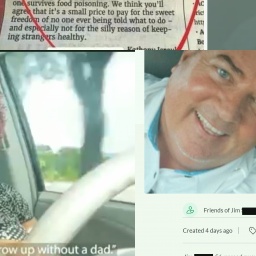 one survives food poisoning. We think you'll
agree that it's a small price to pay for the sweet
freedom of no one ever being told what to do –
and especially not for the silly reason of keep-
ing strangers healthy.
row up without a dad."
Friends of Jim
Created 4 days ago